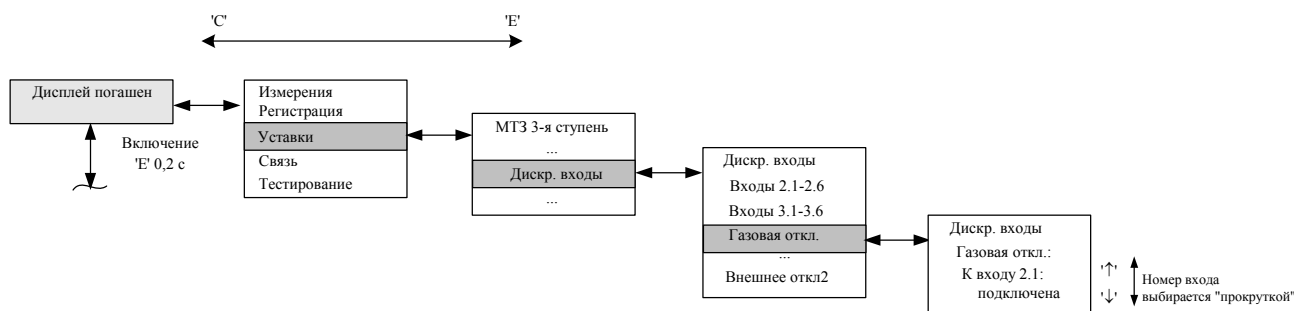 'С'
'Е'
Дисплей погашен
Включение
'Е' 0,2 с
Измерения
Регистрация
Уставки
Связь
Тестирование
МТЗ 3-я ступень
...
Дискр. входы
...
Дискр. входы
Входы 2.1-2.6
Входы 3.1-3.6
Газовая откл.
...
Внешнее откл2
Дискр. входы
Газовая откл.:
К входу 2.1:
подключена
'↑'
'↓'
Номер входа
выбирается "прокруткой"